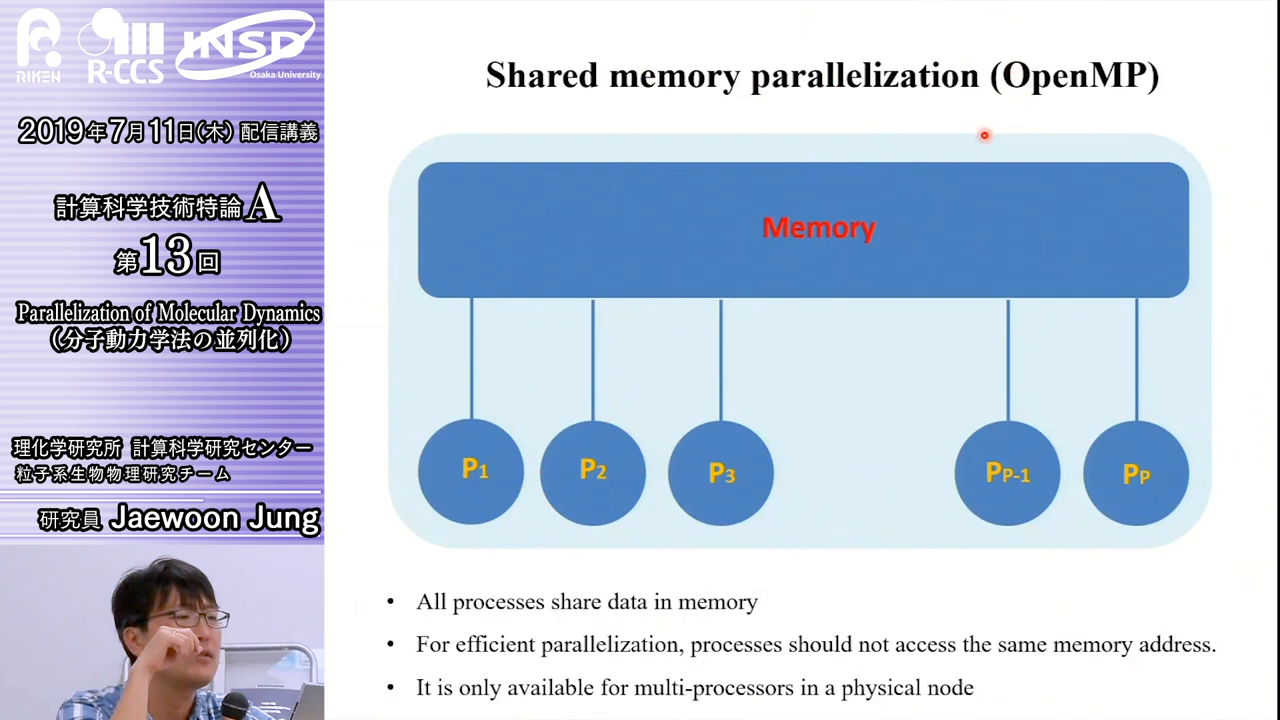 RIKEN
R-CCS
INSD
Osaka University
2019年7月11日(木) 配信講義
計算科学技術特論A
第13回
Parallelization of Molecular Dynamics
(分子動力学法の並列化)
理化学研究所 計算科学研究センター
粒子系生物物理研究チーム
研究員 Jaewoon Jung
Shared memory parallelization (OpenMP)
Memory
P1 P2 P3 PP-1 PP
• All processes share data in memory
• For efficient parallelization, processes should not access the same memory address.
• It is only available for multi-processors in a physical node